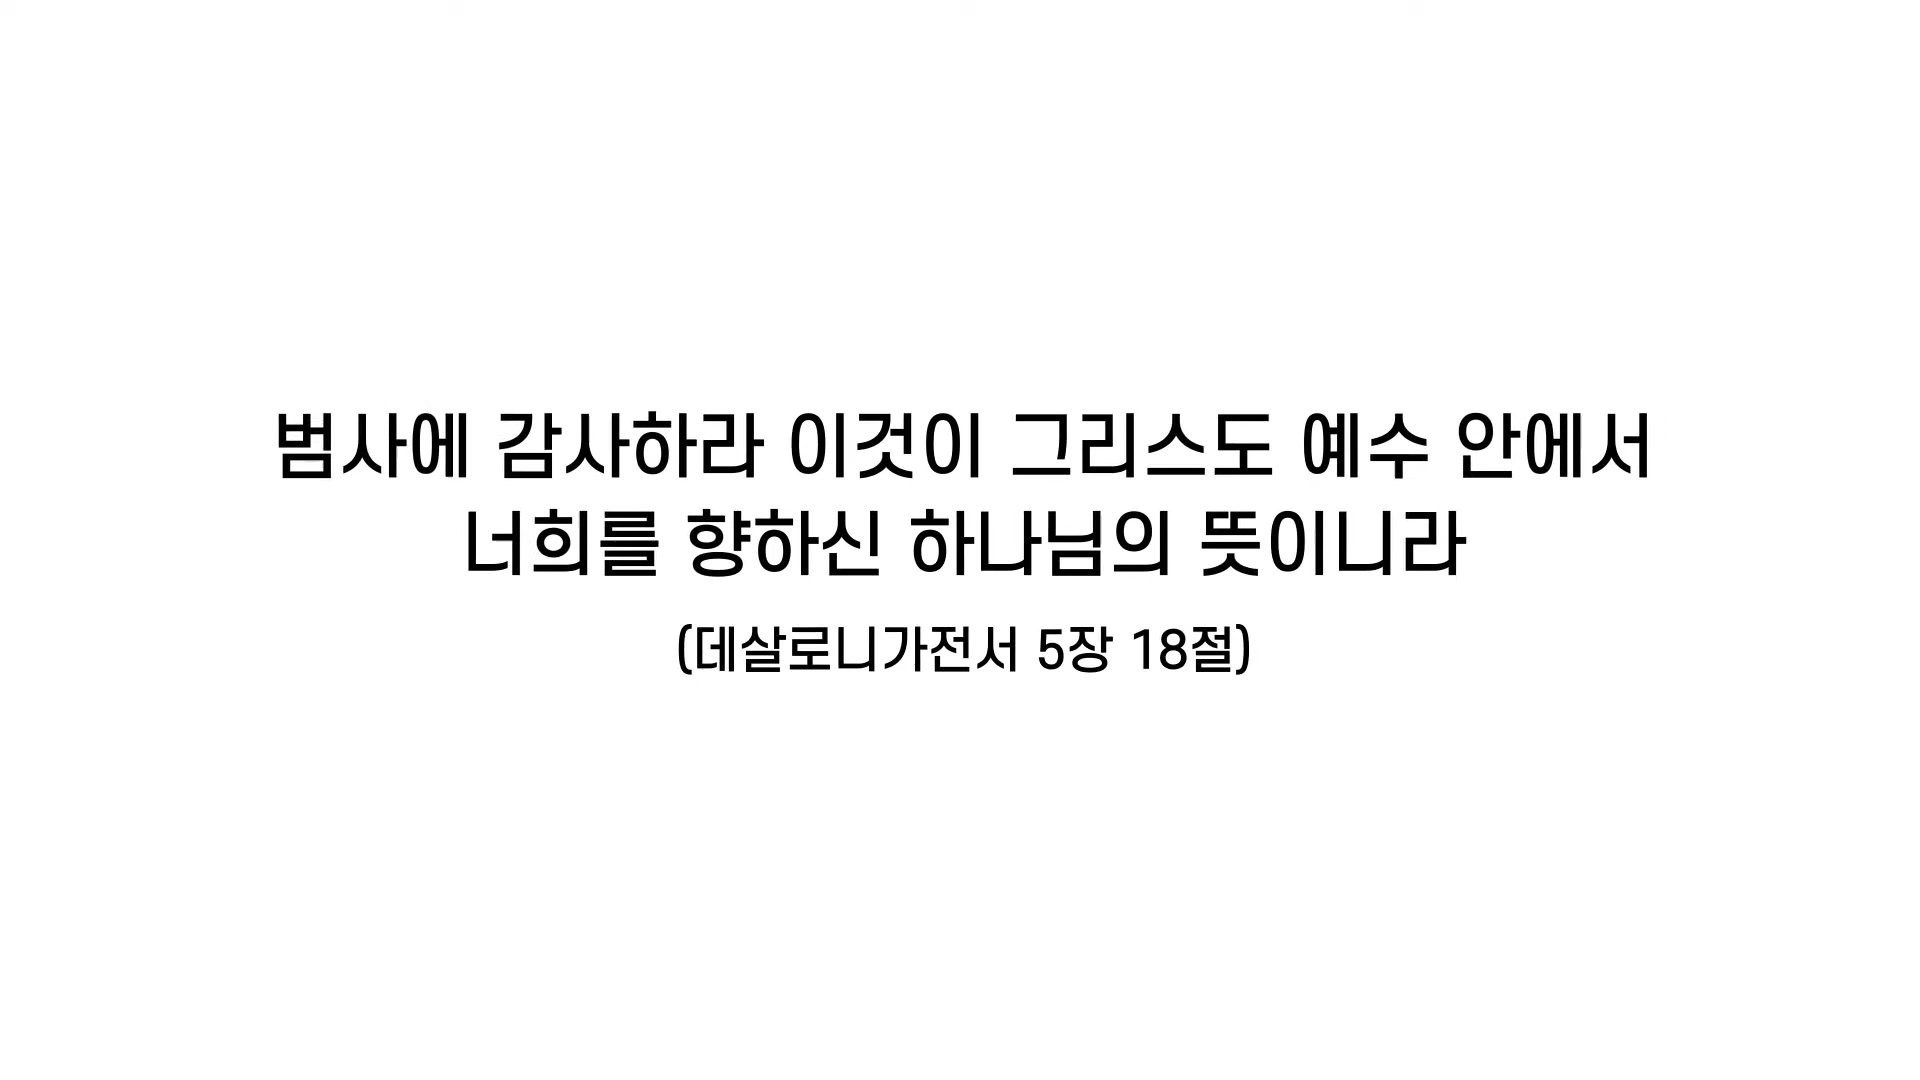 범사에 감사하라 이것이 그리스도 예수 안에서
너희를 향하신 하나님의 뜻이니라
(데살로니가전서 5장 18절)